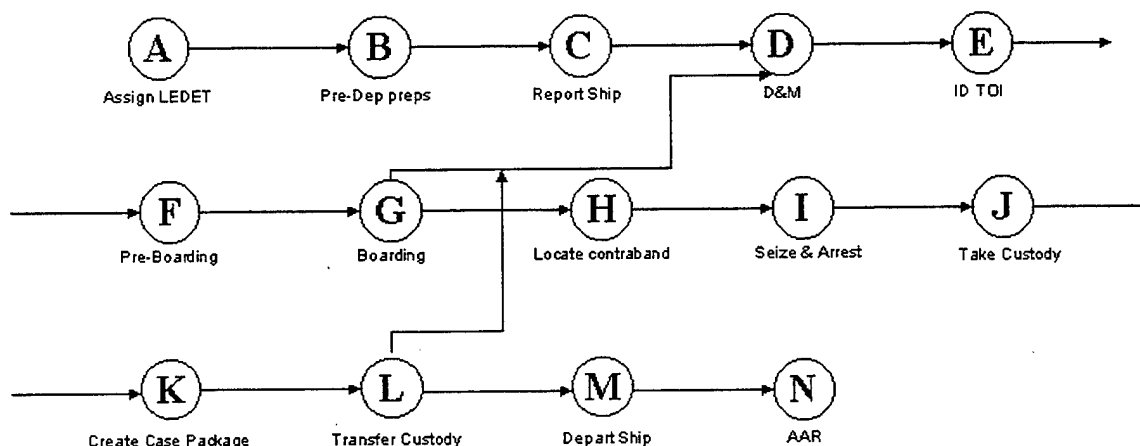 A B C D E
Assign LEDET Pre-Dep preps Report Ship D&M ID TOI
F G H I J
Pre-Boarding Boarding Locate contraband Seize & Arrest Take Custody
K L M N
Create Case Package Transfer Custody Depart Ship AAR